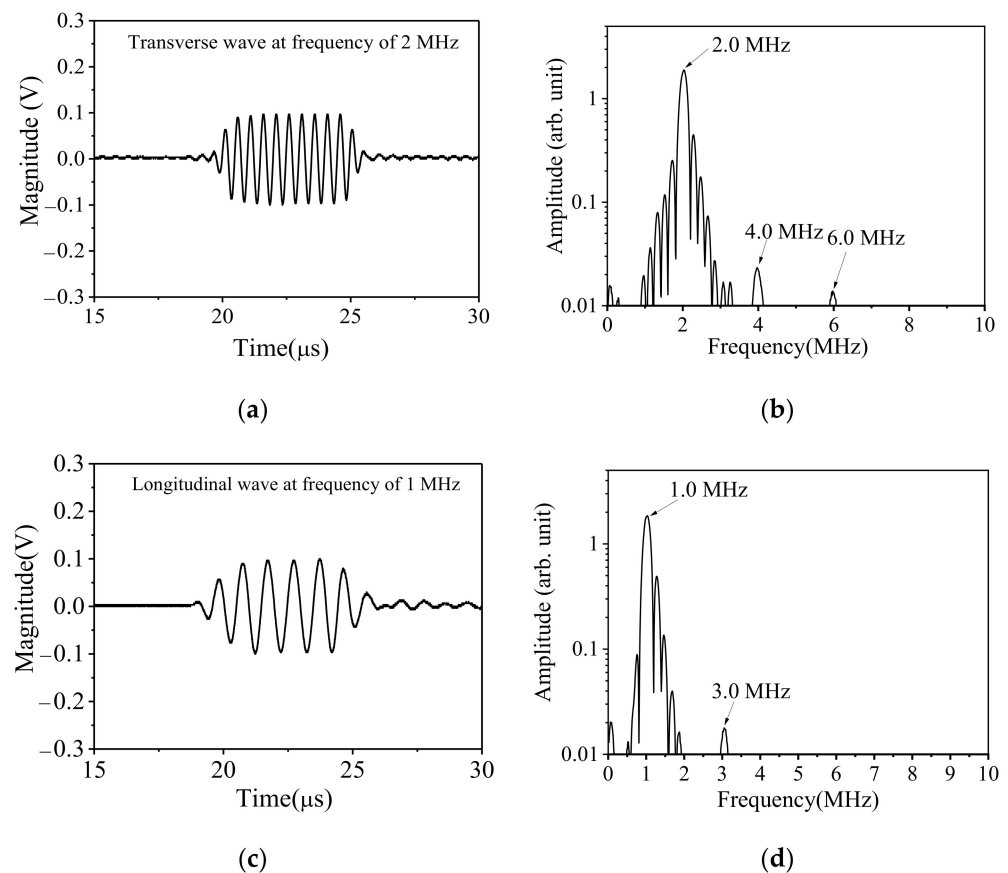 0.3
0.2
0.1
0.0
−0.1
−0.2
−0.3
Magnitude (V)
Transverse wave at frequency of 2 MHz
15 20 25 30
Time(μs)
(a)
1
0.1
0.01
Amplitude (arb. unit)
2.0 MHz
4.0 MHz
6.0 MHz
0 2 4 6 8 10
Frequency(MHz)
(b)
0.3
0.2
0.1
0.0
−0.1
−0.2
−0.3
Magnitude(V)
Longitudinal wave at frequency of 1 MHz
15 20 25 30
Time(μs)
(c)
1
0.1
0.01
Amplitude (arb. unit)
1.0 MHz
3.0 MHz
0 1 2 3 4 5 6 7 8 9 10
Frequency(MHz)
(d)